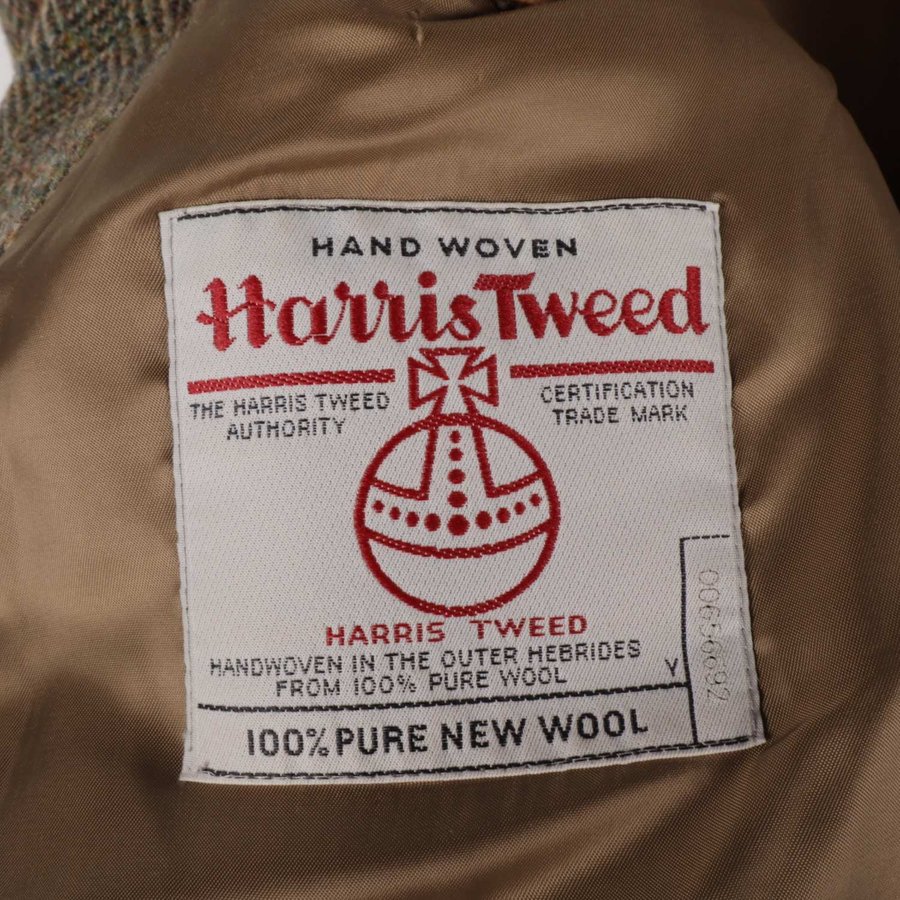 HAND WOVEN
Harris Tweed
THE HARRIS TWEED
AUTHORITY
CERTIFICATION
TRADE MARK
HARRIS TWEED
HANDWOVEN IN THE OUTER HEBRIDES
FROM 100% PURE WOOL
Y
100% PURE NEW WOOL